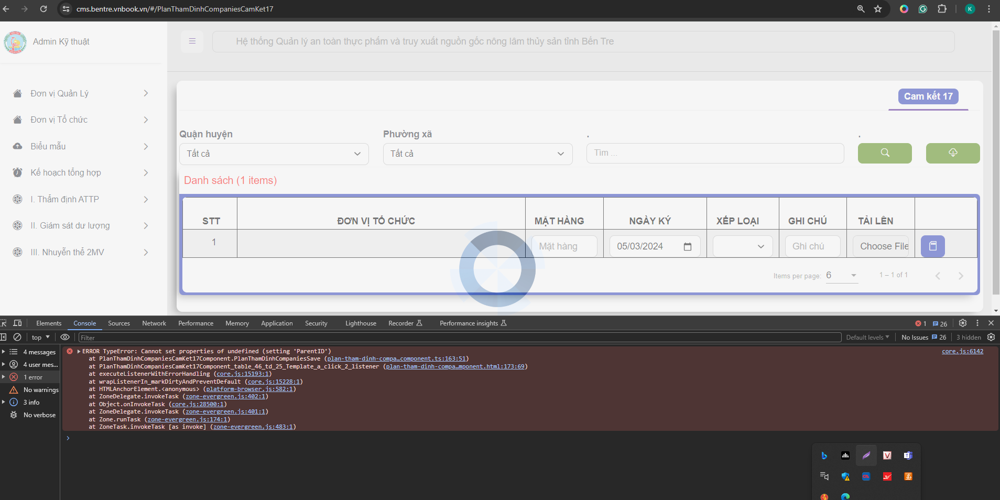 cms.bentre.vnbook.vn/#/PlanThamDinhCompaniesCamKet17
K
Admin Kỹ thuật
Hệ thống Quản lý an toàn thực phẩm và truy xuất nguồn gốc nông lâm thủy sản tỉnh Bến Tre
Đơn vị Quản Lý
Đơn vị Tổ chức
Biểu mẫu
Kế hoạch tổng hợp
I. Thẩm định ATTP
II. Giám sát dư lượng
III. Nhuyễn thể 2MV
Cam kết 17
Quận huyện Phường xã . .
Tất cả Tất cả Tìm ...
Danh sách (1 items)
STT ĐƠN VỊ TỔ CHỨC MẶT HÀNG NGÀY KÝ XẾP LOẠI GHI CHÚ TẢI LÊN
1 Mặt hàng 05/03/2024 Ghi chú Choose File
Items per page: 6 1 – 1 of 1
Elements Console Sources Network Performance Memory Application Security Lighthouse Recorder Performance insights 1 26
top Filter Default levels No Issues 26 3 hidden
4 messages
4 user mes...
1 error
No warnings
3 info
No verbose
ERROR TypeError: Cannot set properties of undefined (setting 'ParentID') core.js:6142
at PlanThamDinhCompaniesCamKet17Component.PlanThamDinhCompaniesSave (plan-tham-dinh-compa…component.ts:163:51)
at PlanThamDinhCompaniesCamKet17Component_table_46_td_25_Template_a_click_2_listener (plan-tham-dinh-compa…mponent.html:173:69)
at executeListenerWithErrorHandling (core.js:15193:1)
at wrapListenerIn_markDirtyAndPreventDefault (core.js:15228:1)
at HTMLAnchorElement.<anonymous> (platform-browser.js:582:1)
at ZoneDelegate.invokeTask (zone-evergreen.js:402:1)
at Object.onInvokeTask (core.js:28500:1)
at ZoneDelegate.invokeTask (zone-evergreen.js:401:1)
at Zone.runTask (zone-evergreen.js:174:1)
at ZoneTask.invokeTask [as invoke] (zone-evergreen.js:483:1)